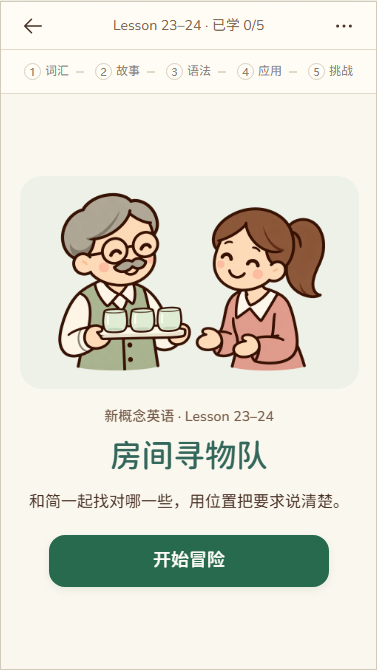 Lesson 23–24 · 已学 0/5
1 词汇 – 2 故事 – 3 语法 – 4 应用 – 5 挑战
新概念英语 · Lesson 23–24
房间寻物队
和简一起找对哪一些，用位置把要求说清楚。
开始冒险